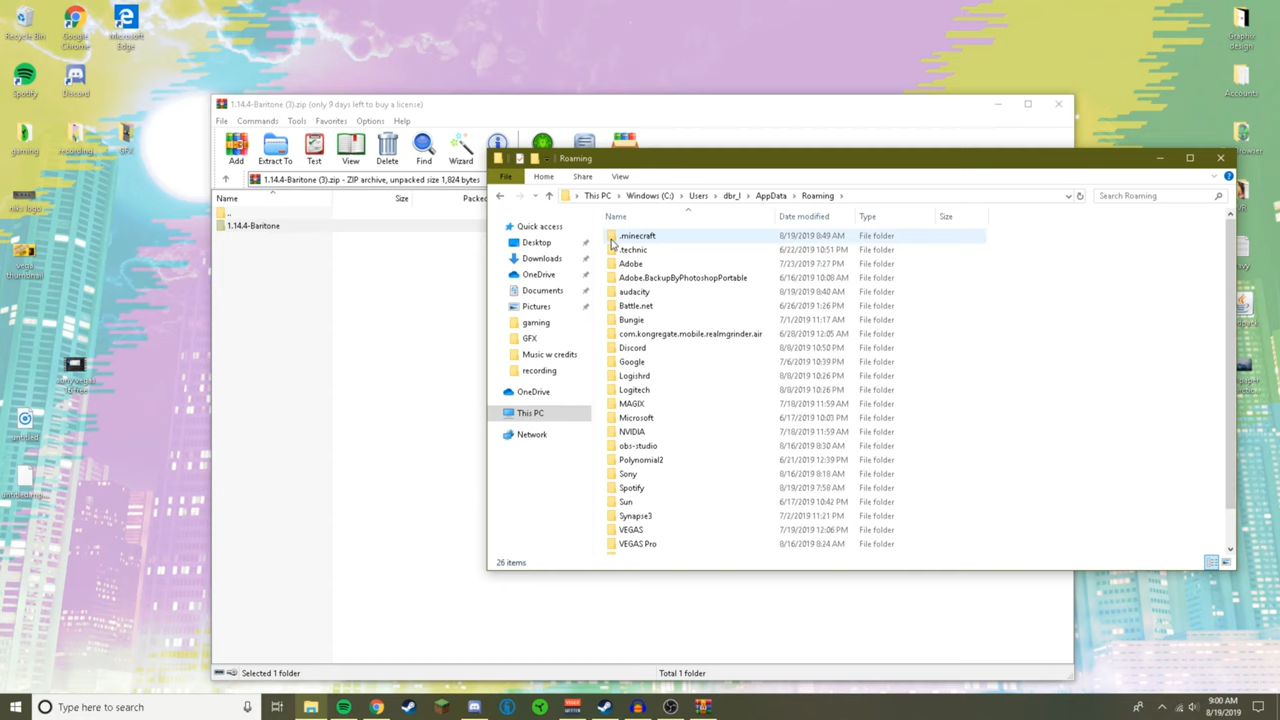 Recycle Bin
Google Chrome
Microsoft Edge
Spotify
Discord
gaming
recording
GFX
niks logo
vega thumbnail
sony vegas 16 free
untitled
Graphix design
Accounts
1.14.4-Baritone (3).zip (only 9 days left to buy a license)
File Commands Tools Favorites Options Help
Add Extract To Test View Delete Find Wizard
1.14.4-Baritone (3).zip - ZIP archive, unpacked size 1,824 bytes
Name Size Packed
..
1.14.4-Baritone
Selected 1 folder
Total 1 folder
Roaming
File Home Share View
This PC > Windows (C:) > Users > dbr_l > AppData > Roaming >
Search Roaming
Quick access
Desktop
Downloads
OneDrive
Documents
Pictures
gaming
GFX
Music w credits
recording
OneDrive
This PC
Network
Name Date modified Type Size
.minecraft 8/19/2019 8:49 AM File folder
.technic 6/22/2019 10:51 PM File folder
Adobe 7/23/2019 7:27 PM File folder
Adobe.BackupByPhotoshopPortable 6/16/2019 10:08 AM File folder
audacity 8/19/2019 8:40 AM File folder
Battle.net 6/26/2019 1:26 PM File folder
Bungie 7/1/2019 11:17 AM File folder
com.kongregate.mobile.realmgrinder.air 6/28/2019 12:05 AM File folder
Discord 8/8/2019 10:50 PM File folder
Google 7/6/2019 10:39 PM File folder
Logishrd 8/8/2019 10:26 PM File folder
Logitech 8/8/2019 10:26 PM File folder
MAGIX 7/18/2019 11:59 AM File folder
Microsoft 6/17/2019 10:03 PM File folder
NVIDIA 7/18/2019 11:59 AM File folder
obs-studio 8/16/2019 8:30 AM File folder
Polynomial2 6/21/2019 12:39 PM File folder
Sony 8/16/2019 8:18 AM File folder
Spotify 8/19/2019 7:58 AM File folder
Sun 6/17/2019 10:42 PM File folder
Synapse3 7/2/2019 11:21 PM File folder
VEGAS 7/19/2019 12:06 PM File folder
VEGAS Pro 8/16/2019 8:24 AM File folder
26 items
Type here to search
9:00 AM
8/19/2019